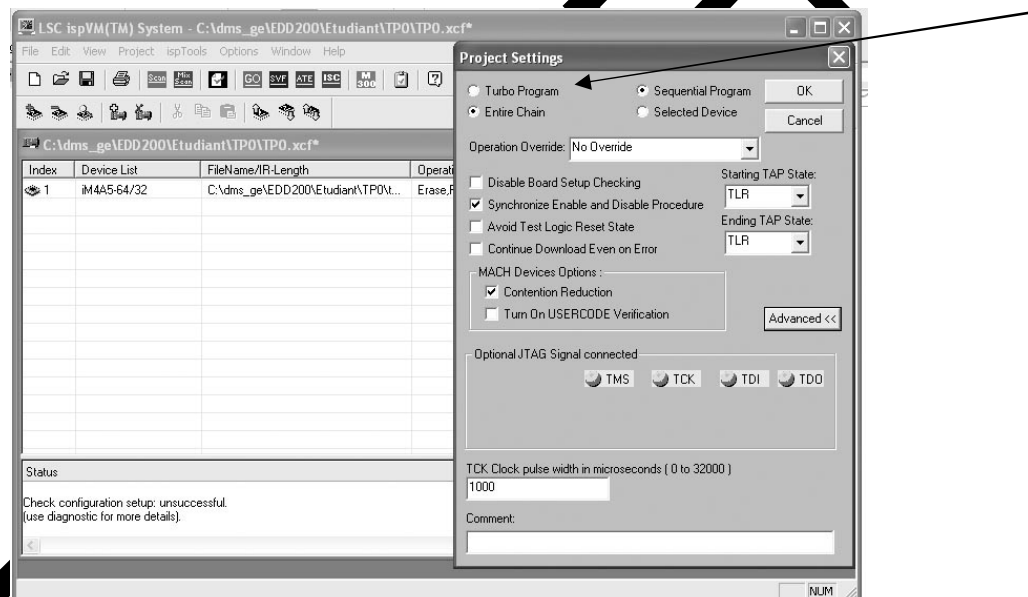 LSC ispVM(TM) System - C:\dms_ge\EDD200\Etudiant\TP0\TP0.xcf*
File Edit View Project ispTools Options Window Help
GO SVF ATE ISC
C:\dms_ge\EDD200\Etudiant\TP0\TP0.xcf*
Index Device List FileName/IR-Length Operati
1 iM4A5-64/32 C:\dms_ge\EDD200\Etudiant\TP0\t... Erase,P
Status
Check configuration setup: unsuccessful.
(use diagnostic for more details).
NUM
Project Settings
Turbo Program Sequential Program OK
Entire Chain Selected Device Cancel
Operation Override: No Override
Disable Board Setup Checking
Synchronize Enable and Disable Procedure
Avoid Test Logic Reset State
Continue Download Even on Error
Starting TAP State:
TLR
Ending TAP State:
TLR
MACH Devices Options :
Contention Reduction
Turn On USERCODE Verification
Advanced <<
Optional JTAG Signal connected
TMS TCK TDI TDO
TCK Clock pulse width in microseconds ( 0 to 32000 )
1000
Comment: